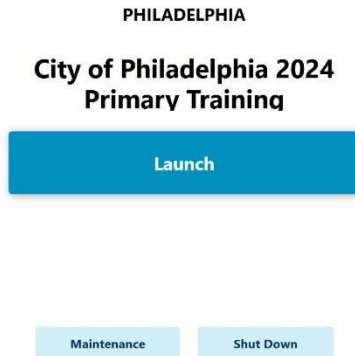 PHILADELPHIA
City of Philadelphia 2024
Primary Training
Launch
Maintenance
Shut Down